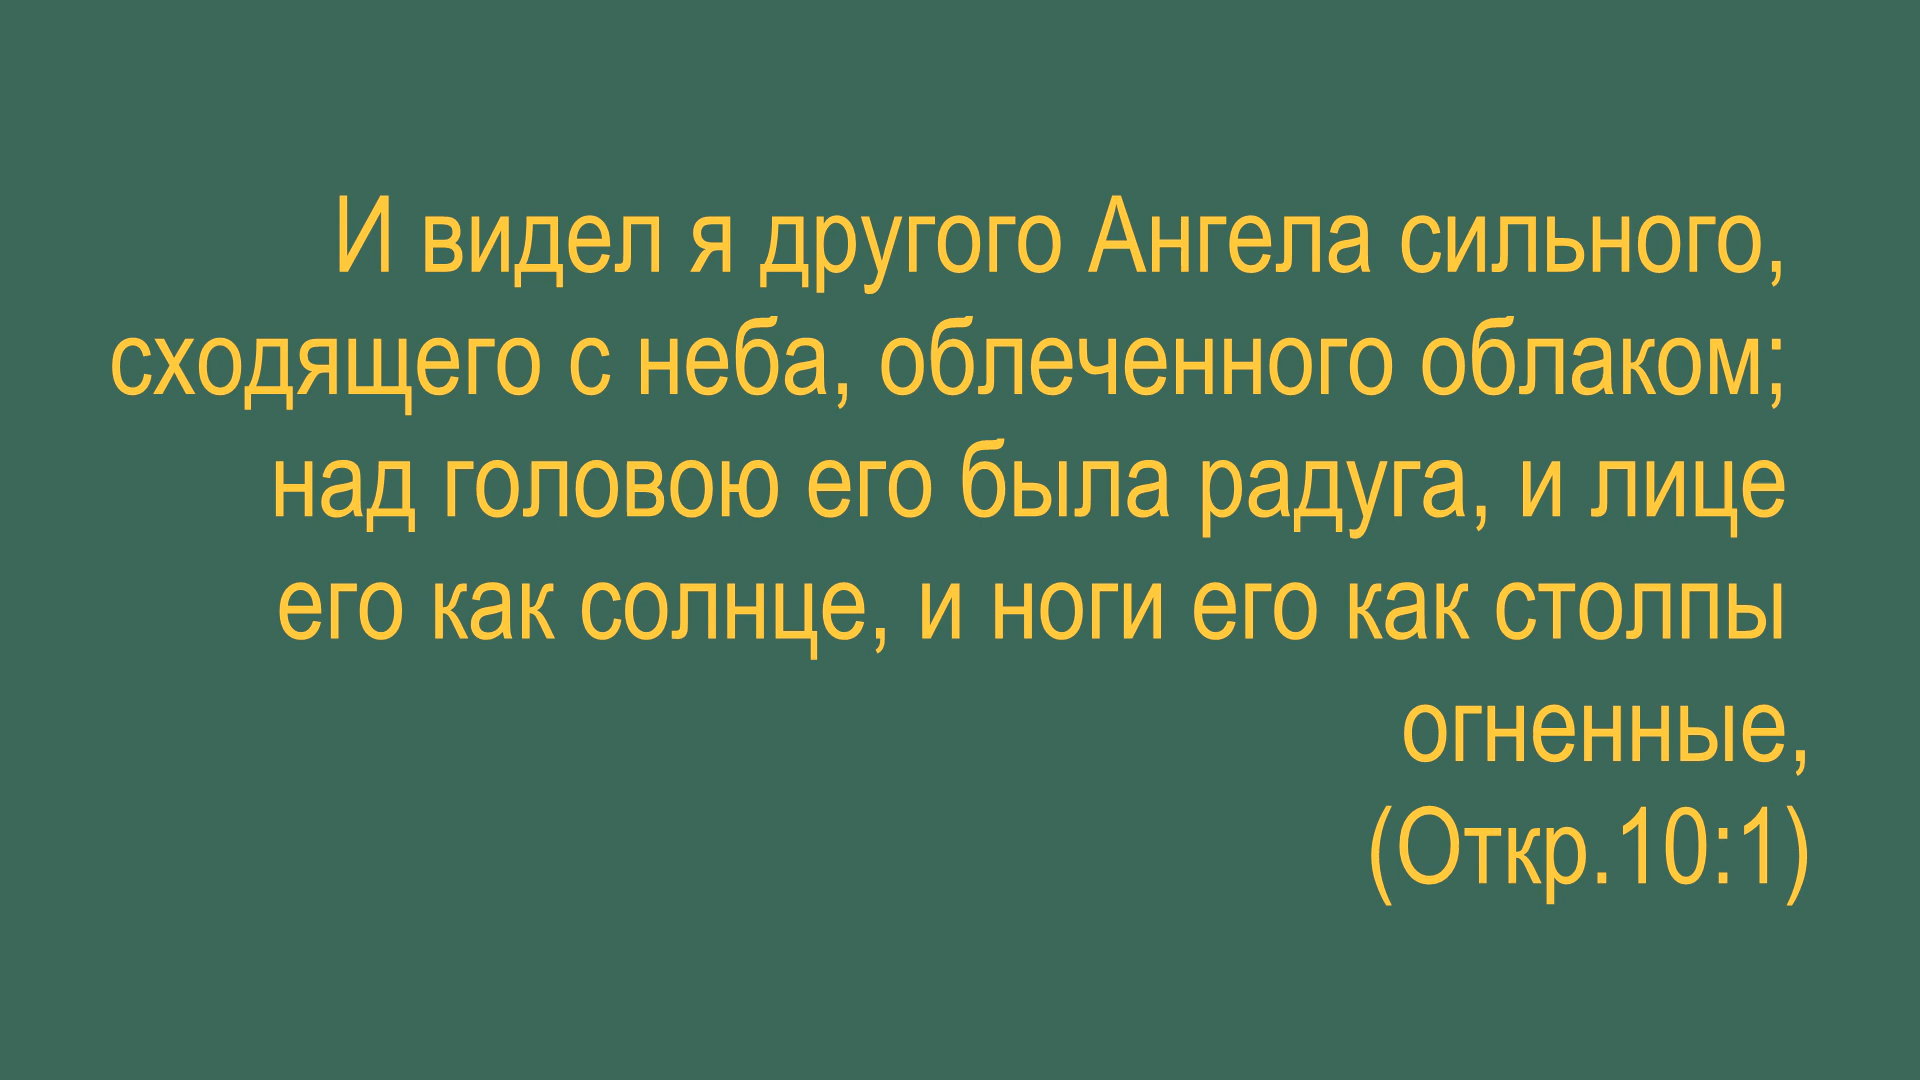 И видел я другого Ангела сильного,
сходящего с неба, облеченного облаком;
над головою его была радуга, и лице
его как солнце, и ноги его как столпы
огненные,
(Откр.10:1)